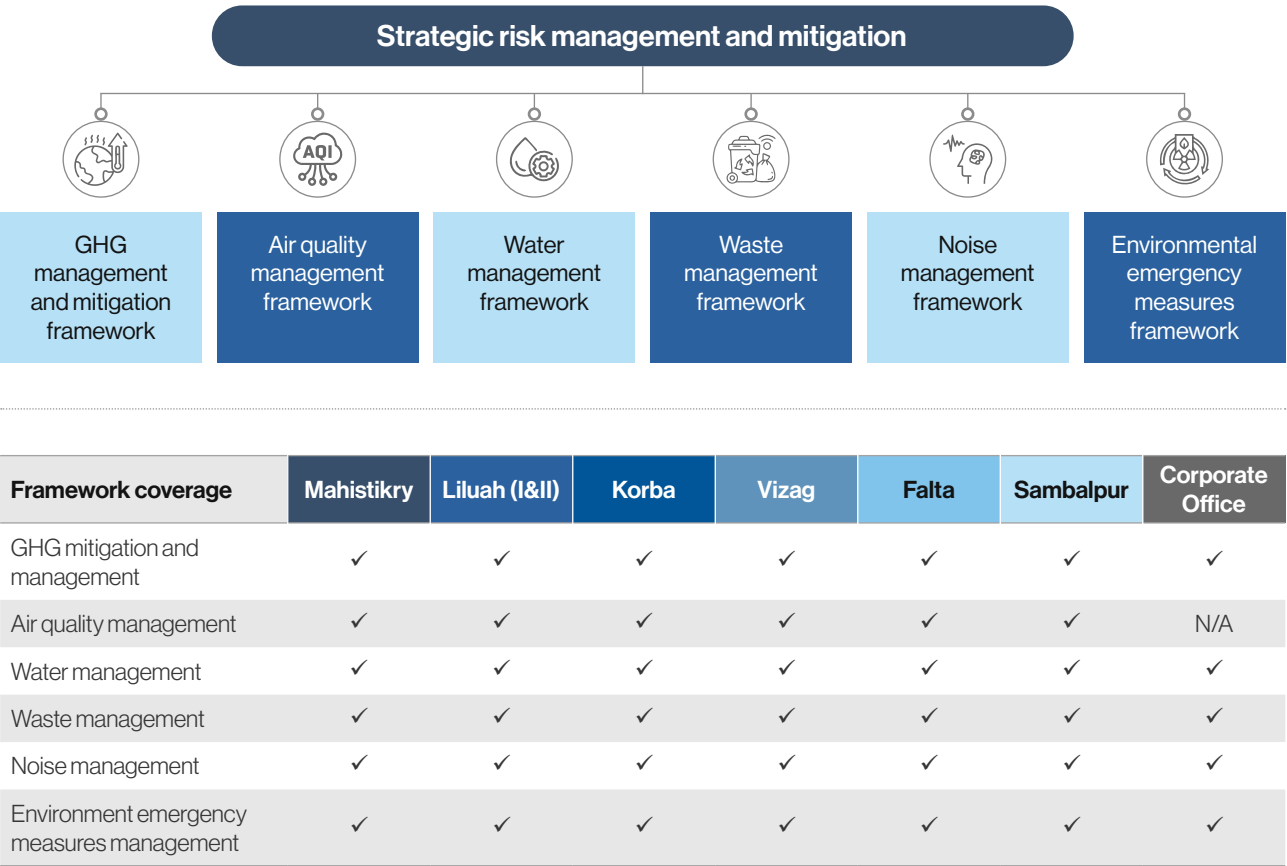 Strategic risk management and mitigation
AQI
GHG
management
and mitigation
framework
Air quality
management
framework
Water
management
framework
Waste
management
framework
Noise
management
framework
Environmental
emergency
measures
framework
Framework coverage Mahistikry Liluah (I&II) Korba Vizag Falta Sambalpur Corporate
Office
GHG mitigation and
management ✓ ✓ ✓ ✓ ✓ ✓ ✓
Air quality management ✓ ✓ ✓ ✓ ✓ ✓ N/A
Water management ✓ ✓ ✓ ✓ ✓ ✓ ✓
Waste management ✓ ✓ ✓ ✓ ✓ ✓ ✓
Noise management ✓ ✓ ✓ ✓ ✓ ✓ ✓
Environment emergency
measures management ✓ ✓ ✓ ✓ ✓ ✓ ✓